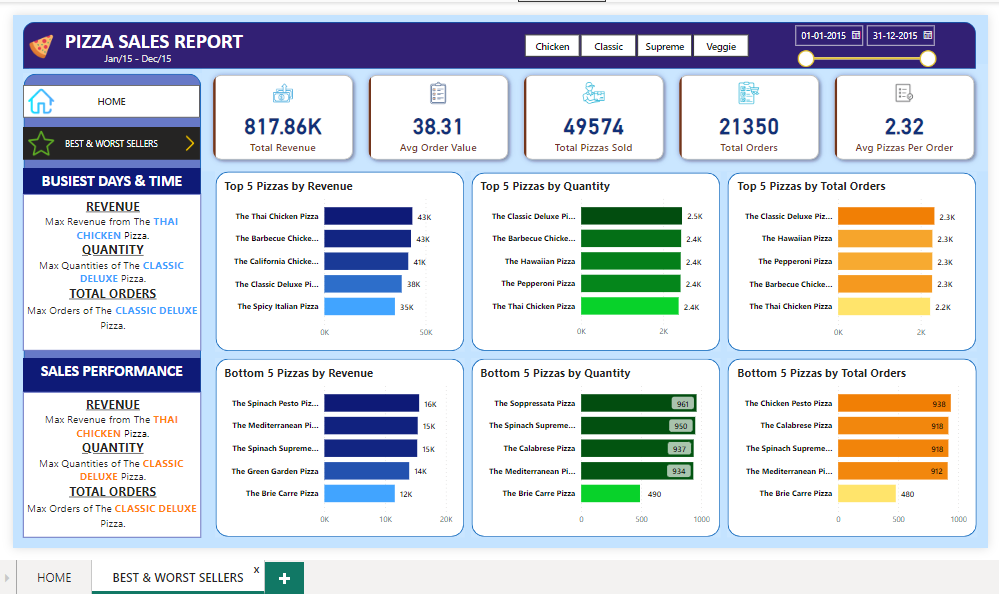 PIZZA SALES REPORT
Jan/15 - Dec/15
Chicken
Classic
Supreme
Veggie
01-01-2015
31-12-2015
HOME
BEST & WORST SELLERS
BUSIEST DAYS & TIME
REVENUE
Max Revenue from The THAI
CHICKEN Pizza.
QUANTITY
Max Quantities of The CLASSIC
DELUXE Pizza.
TOTAL ORDERS
Max Orders of The CLASSIC DELUXE
Pizza.
SALES PERFORMANCE
REVENUE
Max Revenue from The THAI
CHICKEN Pizza.
QUANTITY
Max Quantities of The CLASSIC
DELUXE Pizza.
TOTAL ORDERS
Max Orders of The CLASSIC DELUXE
Pizza.
817.86K
Total Revenue
38.31
Avg Order Value
49574
Total Pizzas Sold
21350
Total Orders
2.32
Avg Pizzas Per Order
Top 5 Pizzas by Revenue
The Thai Chicken Pizza 43K
The Barbecue Chicke... 43K
The California Chicke... 41K
The Classic Deluxe Pi... 38K
The Spicy Italian Pizza 35K
0K 50K
Top 5 Pizzas by Quantity
The Classic Deluxe Pi... 2.5K
The Barbecue Chicke... 2.4K
The Hawaiian Pizza 2.4K
The Pepperoni Pizza 2.4K
The Thai Chicken Pizza 2.4K
0K 2K
Top 5 Pizzas by Total Orders
The Classic Deluxe Piz... 2.3K
The Hawaiian Pizza 2.3K
The Pepperoni Pizza 2.3K
The Barbecue Chicke... 2.3K
The Thai Chicken Pizza 2.2K
0K 2K
Bottom 5 Pizzas by Revenue
The Spinach Pesto Piz... 16K
The Mediterranean Pi... 15K
The Spinach Supreme... 15K
The Green Garden Pizza 14K
The Brie Carre Pizza 12K
0K 10K 20K
Bottom 5 Pizzas by Quantity
The Soppressata Pizza 961
The Spinach Supreme... 950
The Calabrese Pizza 937
The Mediterranean Pi... 934
The Brie Carre Pizza 490
0 500 1000
Bottom 5 Pizzas by Total Orders
The Chicken Pesto Pizza 938
The Calabrese Pizza 918
The Spinach Supreme... 918
The Mediterranean Pi... 912
The Brie Carre Pizza 480
0 500 1000
HOME
BEST & WORST SELLERS x
+